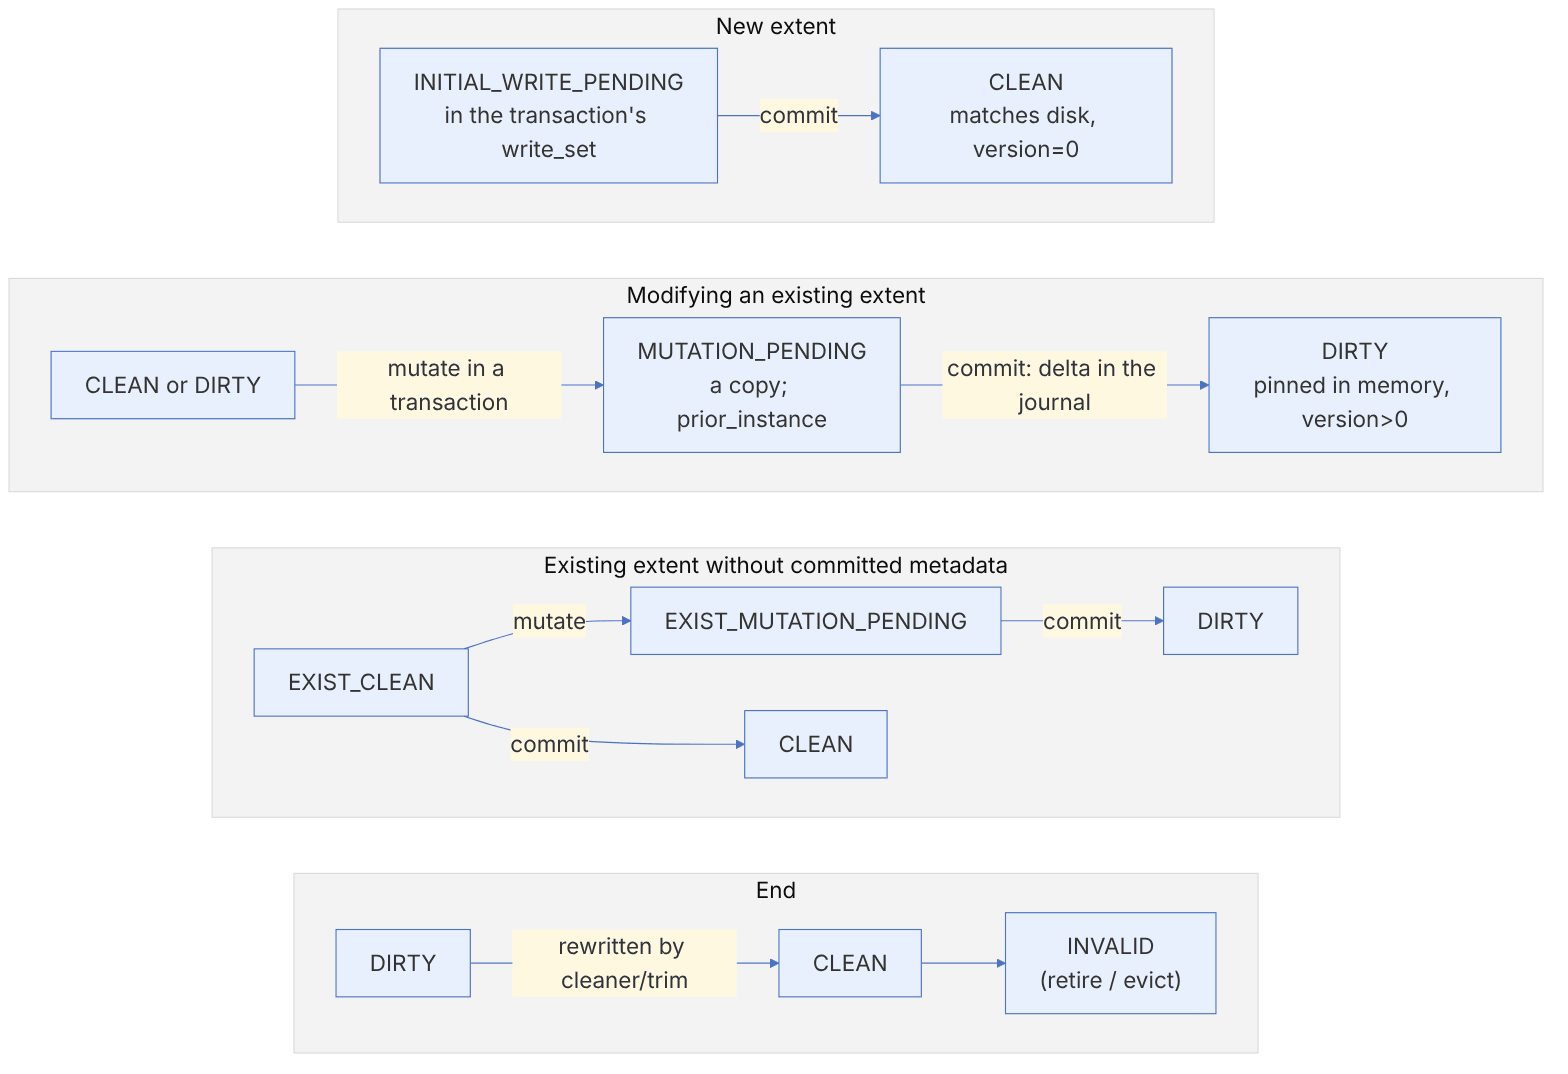 New extent
INITIAL_WRITE_PENDING
in the transaction's
write_set
commit
CLEAN
matches disk,
version=0
Modifying an existing extent
CLEAN or DIRTY
mutate in a
transaction
MUTATION_PENDING
a copy;
prior_instance
commit: delta in the
journal
DIRTY
pinned in memory,
version>0
Existing extent without committed metadata
EXIST_CLEAN
mutate
EXIST_MUTATION_PENDING
commit
DIRTY
commit
CLEAN
End
DIRTY
rewritten by
cleaner/trim
CLEAN
INVALID
(retire / evict)